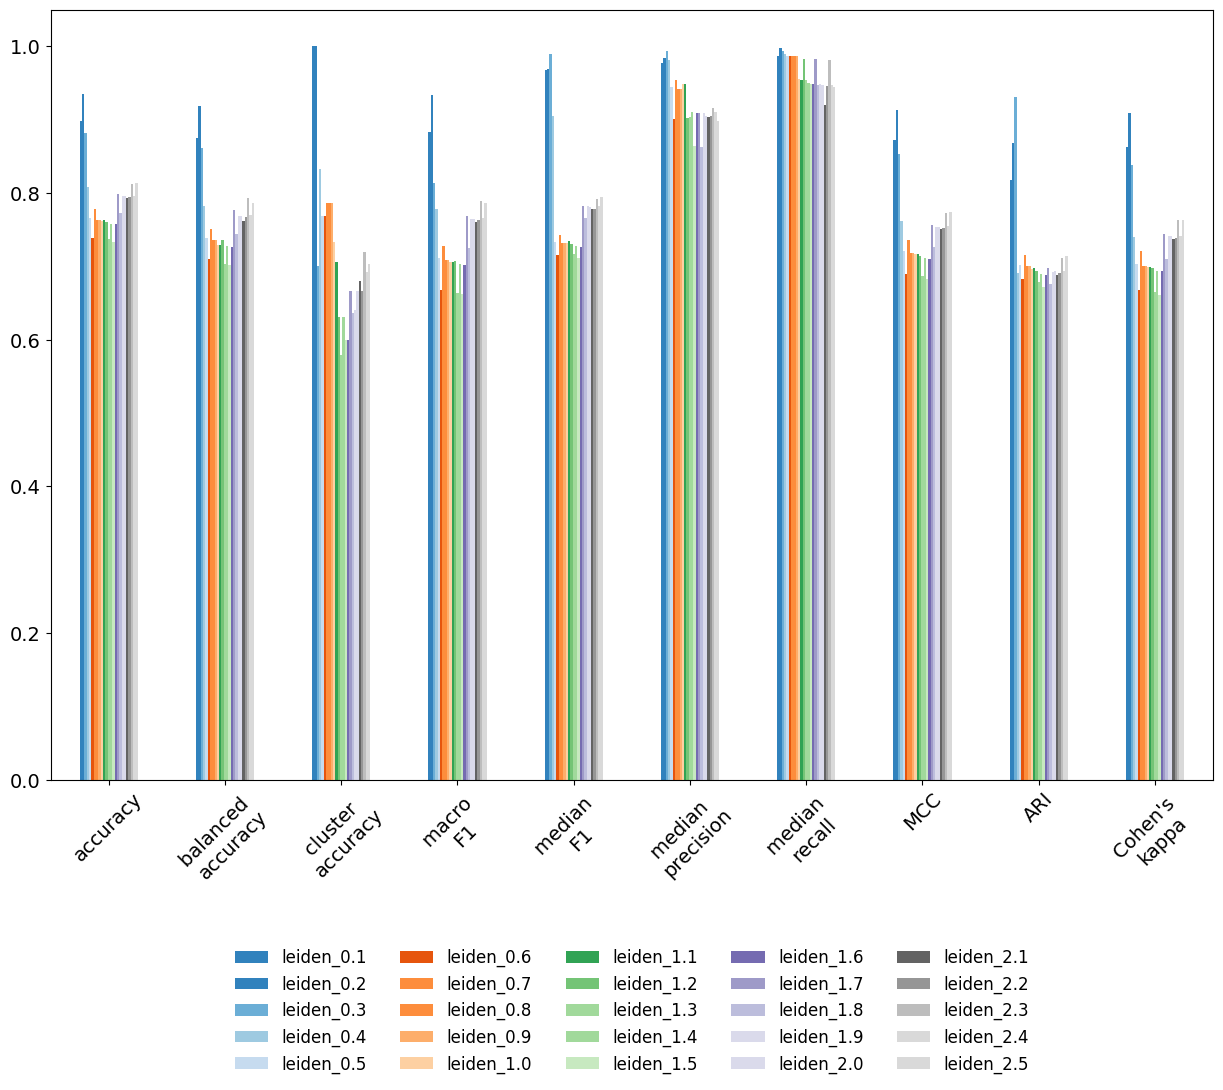 1.0
0.8
0.6
0.4
0.2
0.0
accuracy
balanced
accuracy
cluster
accuracy
macro
F1
median
F1
median
precision
median
recall
MCC
ARI
Cohen's
kappa
leiden_0.1
leiden_0.2
leiden_0.3
leiden_0.4
leiden_0.5
leiden_0.6
leiden_0.7
leiden_0.8
leiden_0.9
leiden_1.0
leiden_1.1
leiden_1.2
leiden_1.3
leiden_1.4
leiden_1.5
leiden_1.6
leiden_1.7
leiden_1.8
leiden_1.9
leiden_2.0
leiden_2.1
leiden_2.2
leiden_2.3
leiden_2.4
leiden_2.5